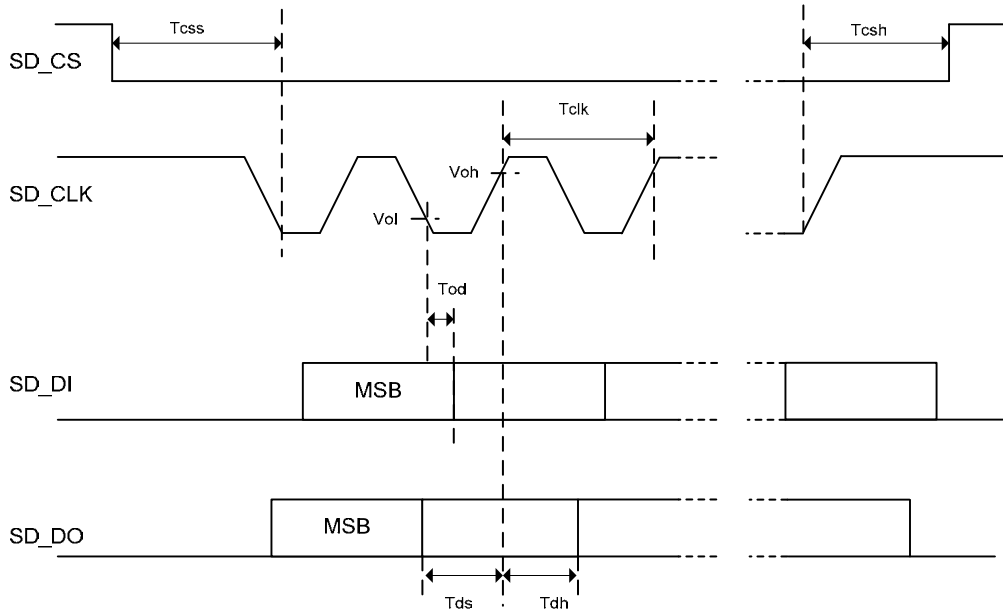 Tcss
Tcsh
SD_CS
Tclk
SD_CLK
Voh
Vol
Tod
SD_DI
MSB
SD_DO
MSB
Tds
Tdh